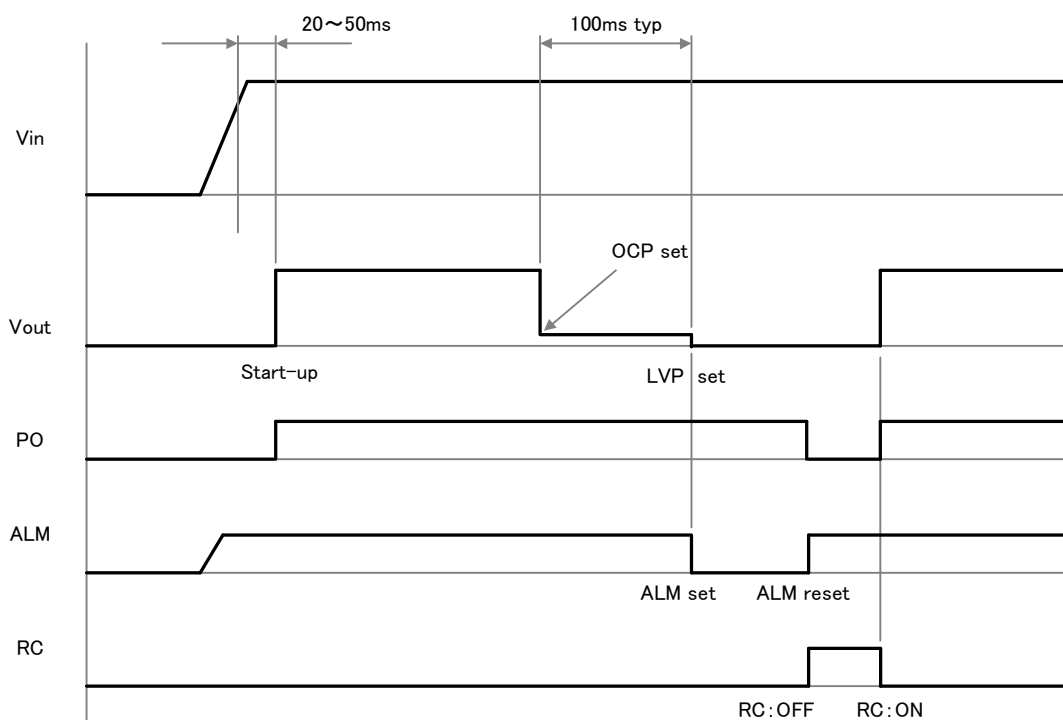 20～50ms
100ms typ
Vin
OCP set
Vout
Start-up
LVP set
PO
ALM
ALM set
ALM reset
RC
RC：OFF
RC：ON